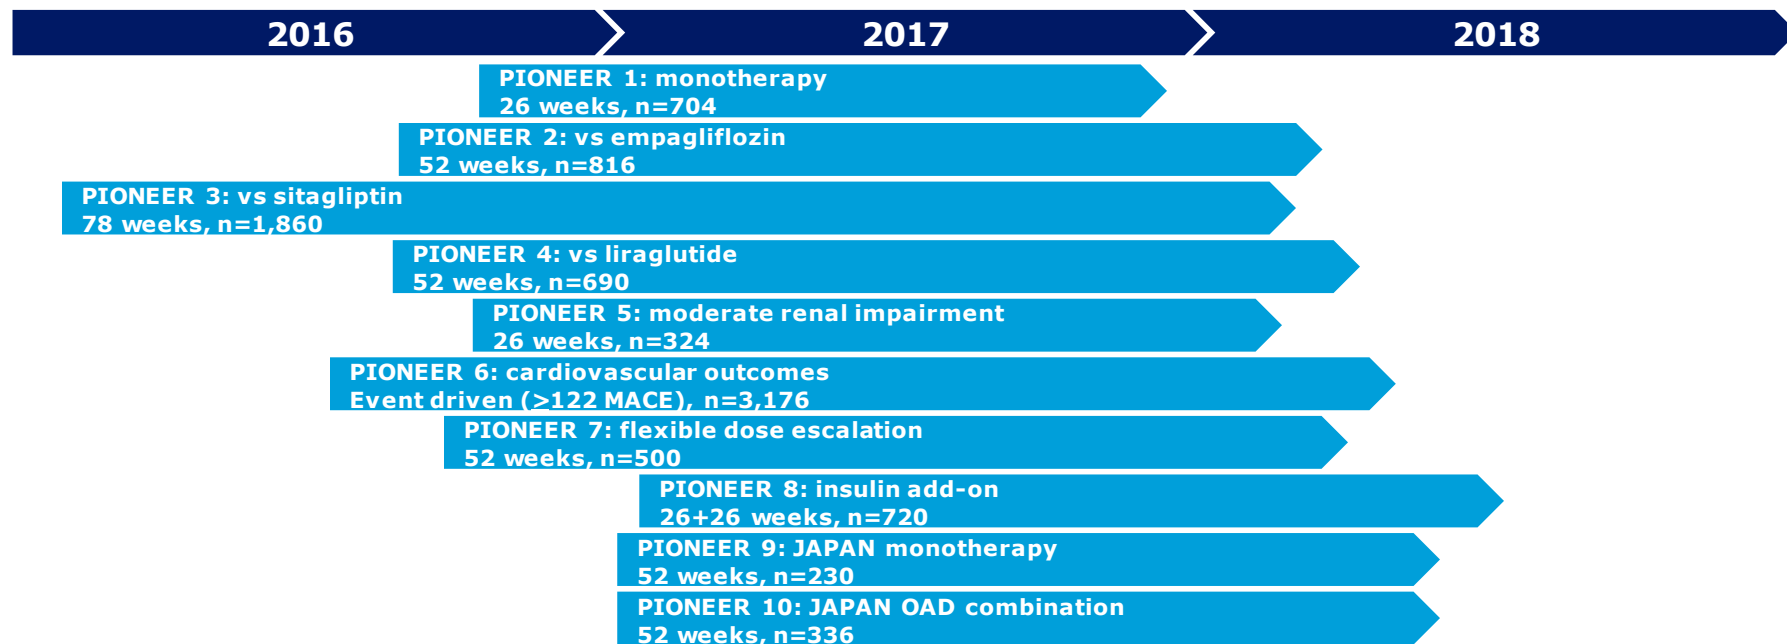 2016 2017 2018
PIONEER 1: monotherapy
26 weeks, n=704
PIONEER 2: vs empagliflozin
52 weeks, n=816
PIONEER 3: vs sitagliptin
78 weeks, n=1,860
PIONEER 4: vs liraglutide
52 weeks, n=690
PIONEER 5: moderate renal impairment
26 weeks, n=324
PIONEER 6: cardiovascular outcomes
Event driven (≥122 MACE), n=3,176
PIONEER 7: flexible dose escalation
52 weeks, n=500
PIONEER 8: insulin add-on
26+26 weeks, n=720
PIONEER 9: JAPAN monotherapy
52 weeks, n=230
PIONEER 10: JAPAN OAD combination
52 weeks, n=336